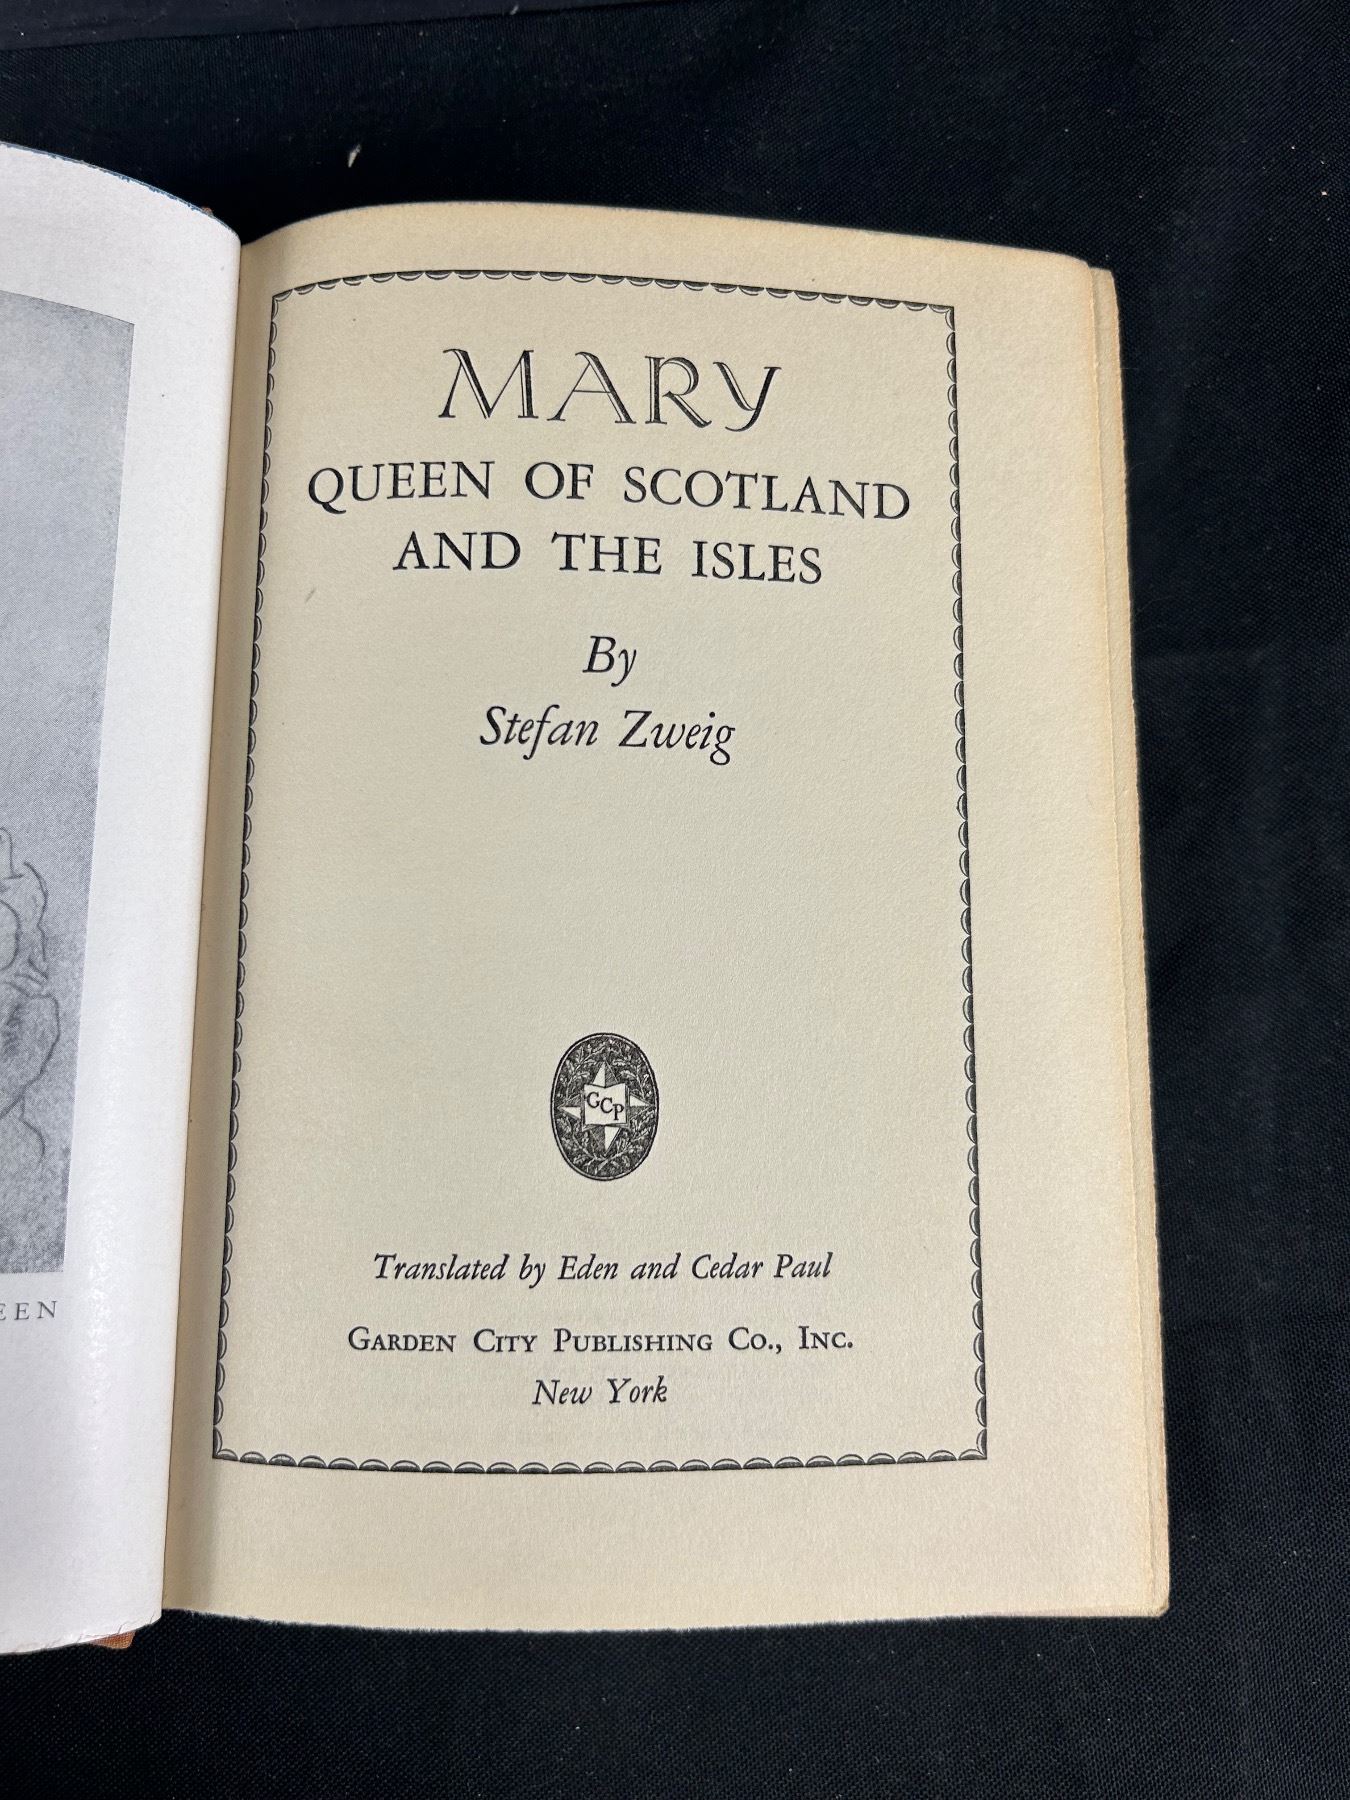 EEN
MARY
QUEEN OF SCOTLAND
AND THE ISLES
By
Stefan Zweig
GCP
Translated by Eden and Cedar Paul
GARDEN CITY PUBLISHING CO., INC.
New York